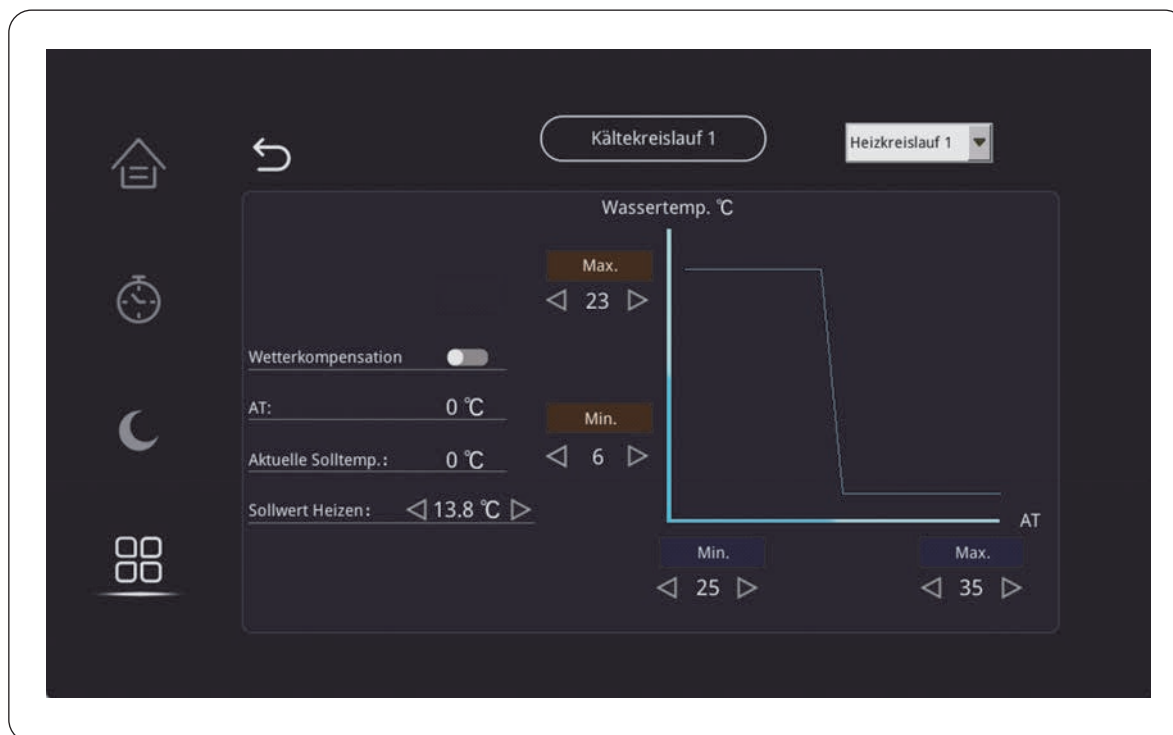 Kältekreislauf 1
Heizkreislauf 1
Wassertemp. ℃
Max.
23
Wetterkompensation
AT: 0 ℃
Min.
Aktuelle Solltemp.: 0 ℃
6
Sollwert Heizen: 13.8 ℃
AT
Min. Max.
25 35